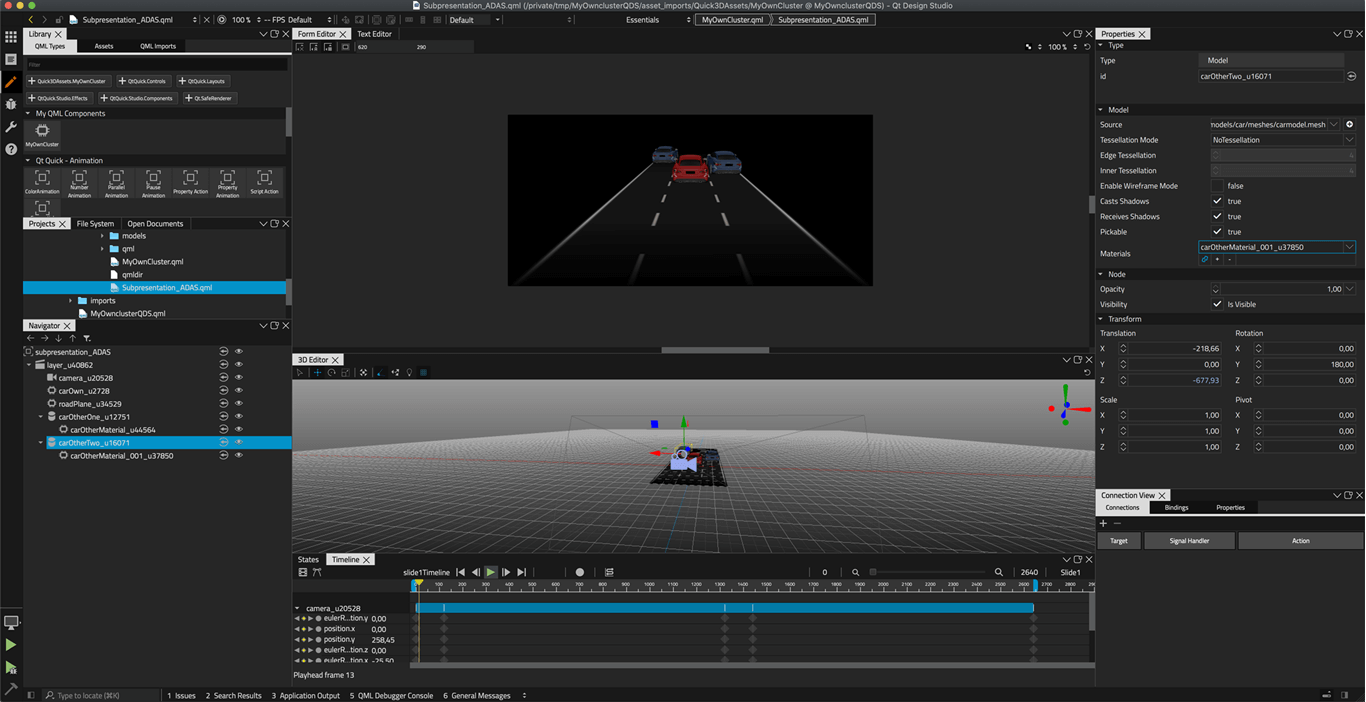 Subpresentation_ADAS.qml (/private/tmp/MyOwnclusterQDS/asset_imports/Quick3DAssets/MyOwnCluster @ MyOwnclusterQDS) - Qt Design Studio
Subpresentation_ADAS.qml 100 % -- FPS Default Default Essentials MyOwnCluster.qml Subpresentation_ADAS.qml
Library
QML Types Assets QML Imports
Filter
+ Quick3DAssets.MyOwnCluster + QtQuick.Controls + QtQuick.Layouts
+ QtQuick.Studio.Effects + QtQuick.Studio.Components + Qt.SafeRenderer
My QML Components
MyOwnCluster
Qt Quick - Animation
ColorAnimation Number Animation Parallel Animation Pause Animation Property Action Property Animation Script Action
Projects File System Open Documents
models
qml
MyOwnCluster.qml
qmldir
Subpresentation_ADAS.qml
imports
MyOwnclusterQDS.qml
Navigator
subpresentation_ADAS
layer_u40862
camera_u20528
carOwn_u2728
roadPlane_u34529
carOtherOne_u12751
carOtherMaterial_u44564
carOtherTwo_u16071
carOtherMaterial_001_u37850
Form Editor Text Editor
620 290 100 %
3D Editor
States Timeline
slide1Timeline 0 2640 Slide1
0 100 200 300 400 500 600 700 800 900 1000 1100 1200 1300 1400 1500 1600 1700 1800 1900 2000 2100 2200 2300 2400 2500 2600 2700 2800
camera_u20528
eulerR...tion.y 0,00
position.x 0,00
position.y 258,45
eulerR...tion.z 0,00
eulerR...tion.x -25,50
Playhead frame 13
Properties
Type
Type Model
id carOtherTwo_u16071
Model
Source models/car/meshes/carmodel.mesh
Tessellation Mode NoTessellation
Edge Tessellation
Inner Tessellation
Enable Wireframe Mode false
Casts Shadows true
Receives Shadows true
Pickable true
Materials carOtherMaterial_001_u37850
Node
Opacity 1,00
Visibility Is Visible
Transform
Translation Rotation
X -218,66 X 0,00
Y 0,00 Y 180,00
Z -677,93 Z 0,00
Scale Pivot
X 1,00 X 0,00
Y 1,00 Y 0,00
Z 1,00 Z 0,00
Connection View
Connections Bindings Properties
Target Signal Handler Action
Type to locate (⌘K) 1 Issues 2 Search Results 3 Application Output 5 QML Debugger Console 6 General Messages